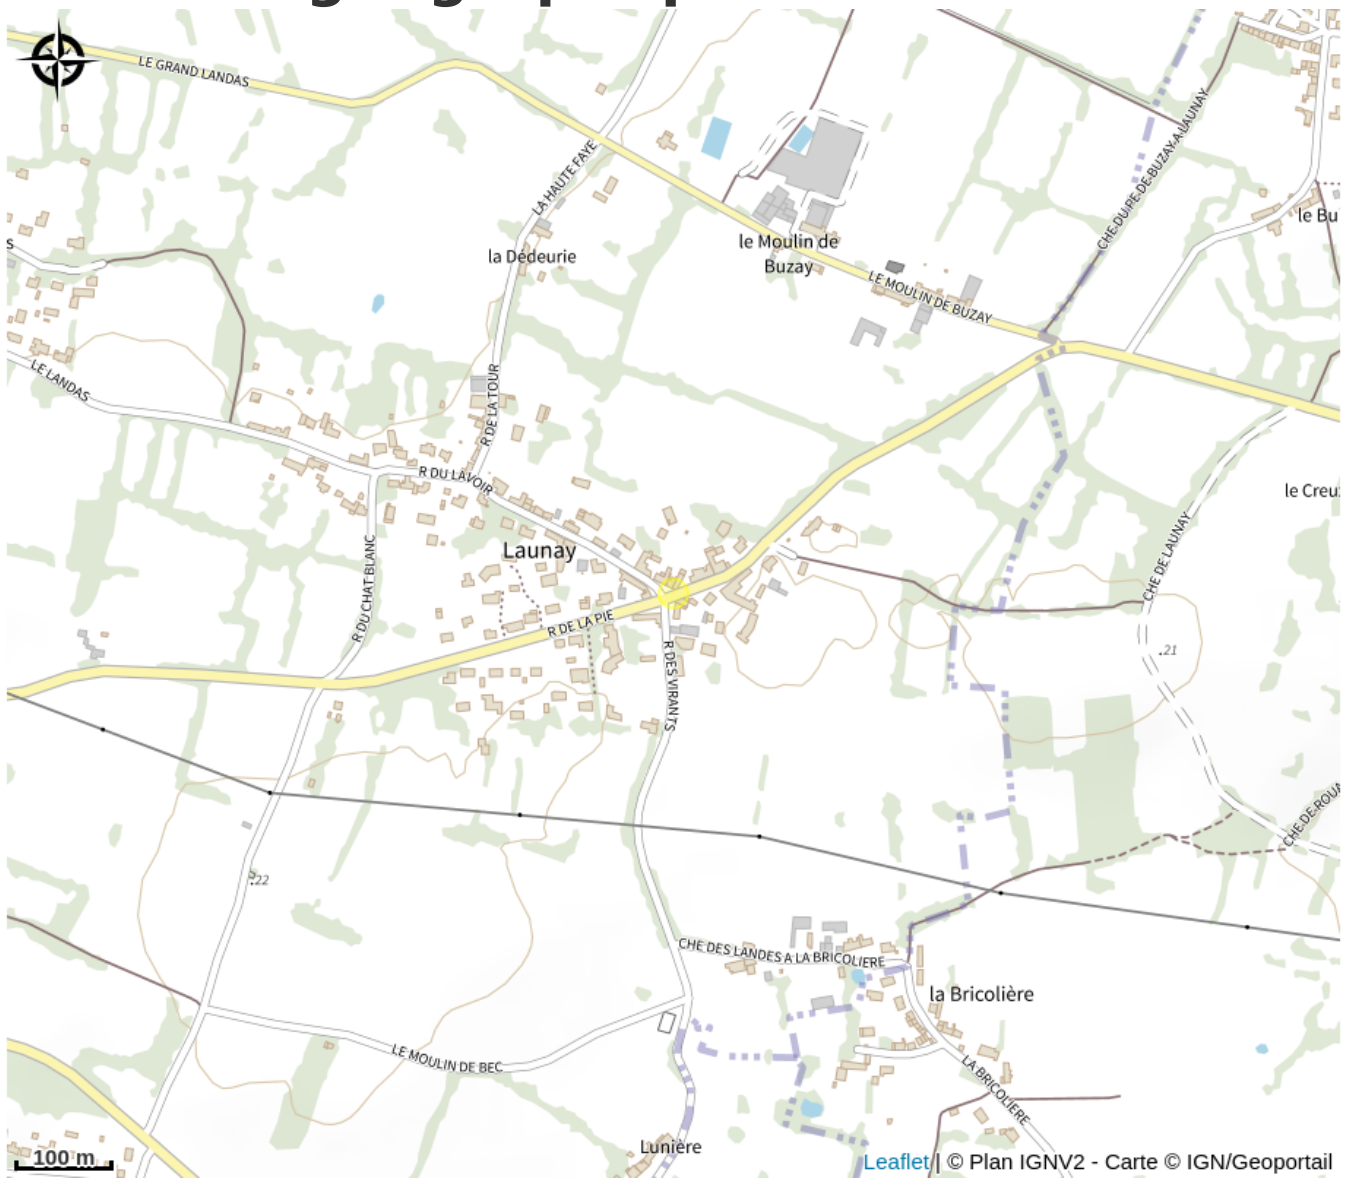 LE GRAND LANDAS
CHE DU PE DE BUZAY A LAUNAY
LA HAUTE FAYE
le Bu
s
la Dédeurie
le Moulin de
Buzay
LE MOULIN DE BUZAY
LE LANDAS
R DE LA TOUR
R DU LAVOIR
le Creu
Launay
R DU CHAT BLANC
CHE DE LAUNAY
R DE LA PIE
R DES VIRANTS
21
CHE DE ROUA
22
CHE DES LANDES A LA BRICOLIERE
la Bricolière
LE MOULIN DE BEC
LA BRICOLIERE
Lunière
100 m
Leaflet | © Plan IGNV2 - Carte © IGN/Geoportail